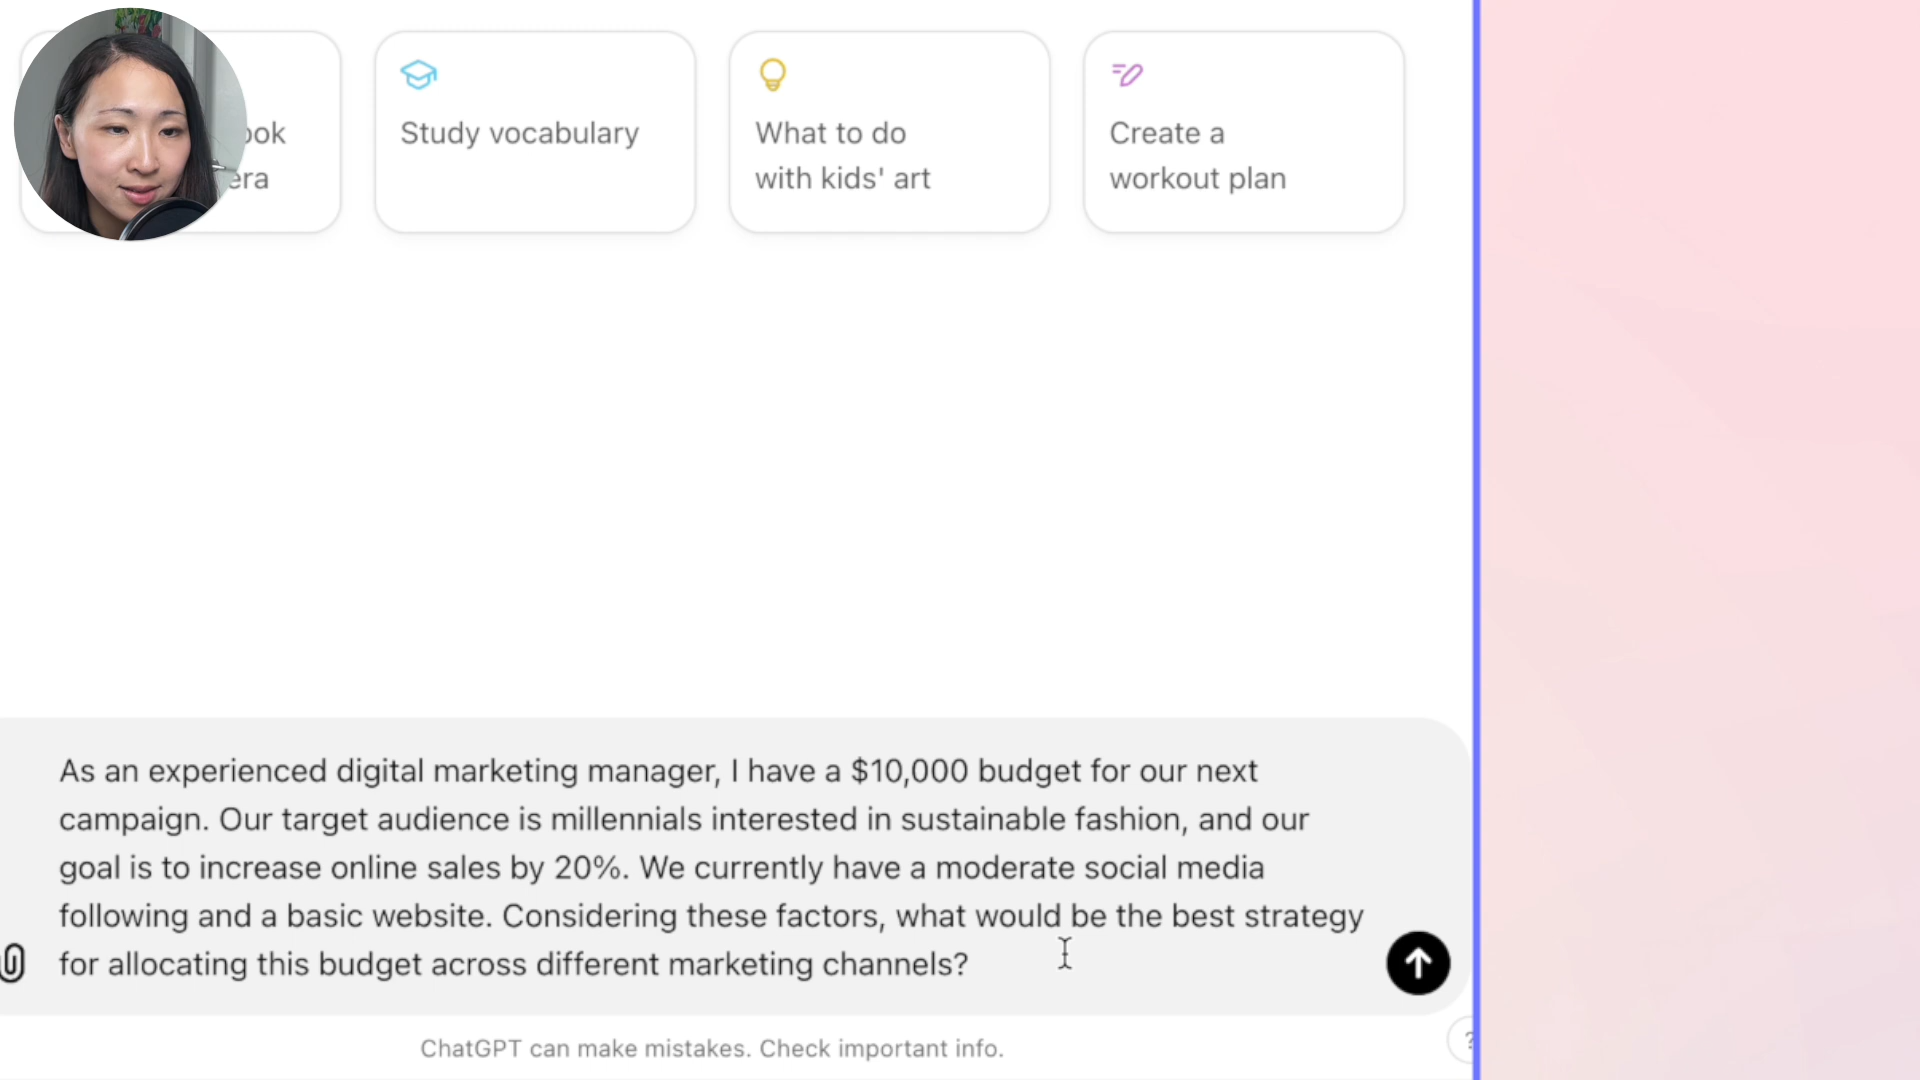 ook
era
Study vocabulary
What to do
with kids' art
Create a
workout plan
As an experienced digital marketing manager, I have a $10,000 budget for our next
campaign. Our target audience is millennials interested in sustainable fashion, and our
goal is to increase online sales by 20%. We currently have a moderate social media
following and a basic website. Considering these factors, what would be the best strategy
for allocating this budget across different marketing channels?
ChatGPT can make mistakes. Check important info.
?